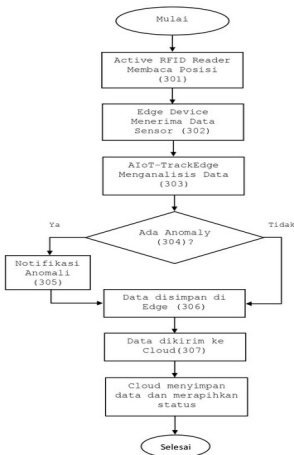 Mulai
Active RFID Reader
Membaca Posisi
(301)
Edge Device
Menerima Data
Sensor (302)
AIoT-TrackEdge
Menganalisis Data
(303)
Ya
Ada Anomaly
(304)?
Tidak
Notifikasi
Anomali
(305)
Data disimpan di
Edge (306)
Data dikirim ke
Cloud(307)
Cloud menyimpan
data dan merapihkan
status
Selesai